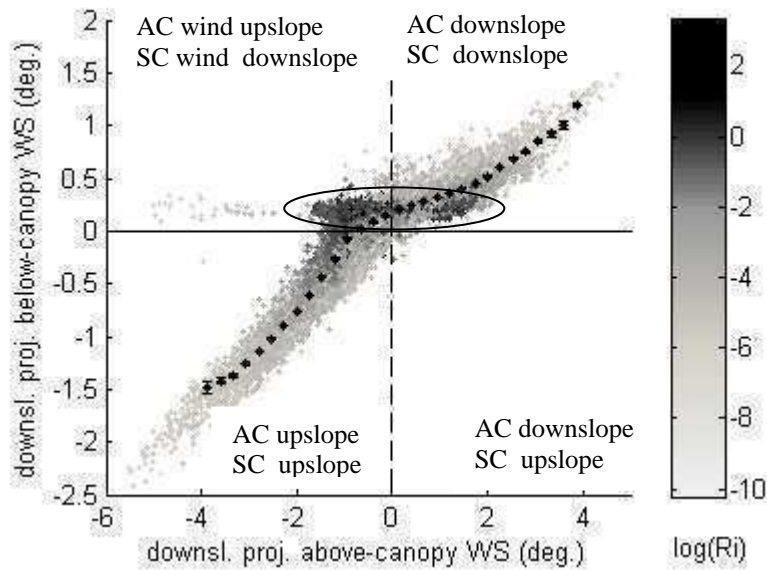 AC wind upslope
SC wind downslope
AC downslope
SC downslope
2
1.5
1
0.5
0
-0.5
-1
-1.5
-2
-2.5
downsl. proj. below-canopy WS (deg.)
AC upslope
SC upslope
AC downslope
SC upslope
-6
-4
-2
0
2
4
downsl. proj. above-canopy WS (deg.)
2
0
-2
-4
-6
-8
-10
log(Ri)